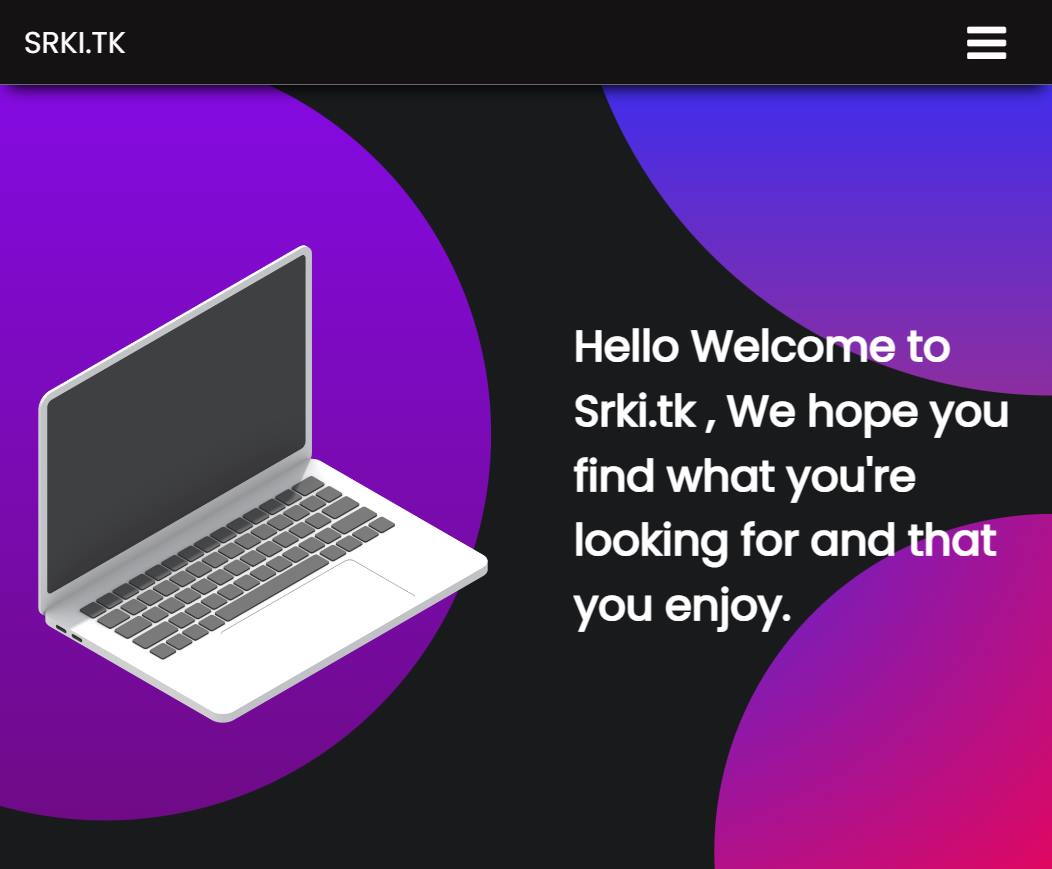 SRKI.TK
Hello Welcome to
Srki.tk , We hope you
find what you're
looking for and that
you enjoy.